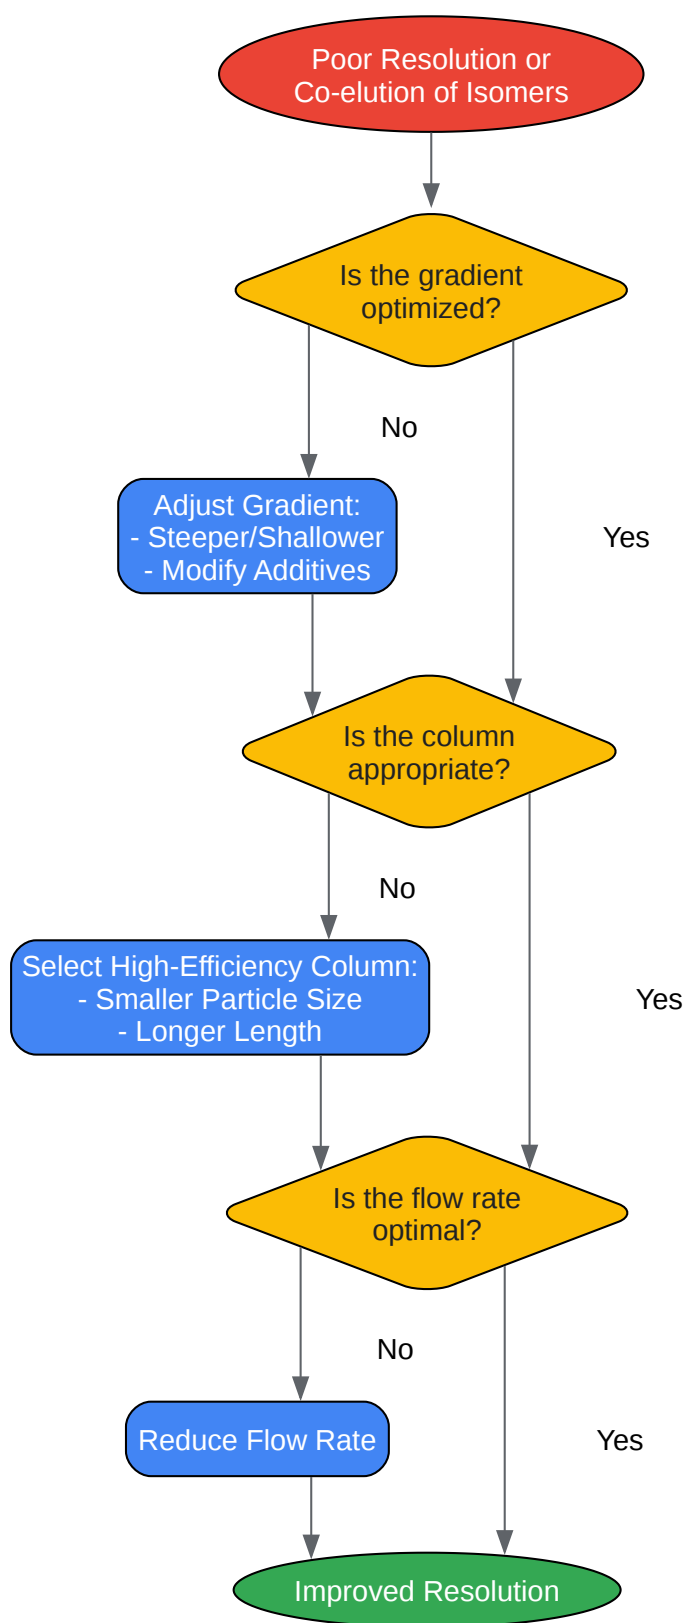 Poor Resolution or
Co-elution of Isomers
Is the gradient
optimized?
No
Adjust Gradient:
- Steeper/Shallower
- Modify Additives
Yes
Is the column
appropriate?
No
Select High-Efficiency Column:
- Smaller Particle Size
- Longer Length
Yes
Is the flow rate
optimal?
No
Reduce Flow Rate
Yes
Improved Resolution